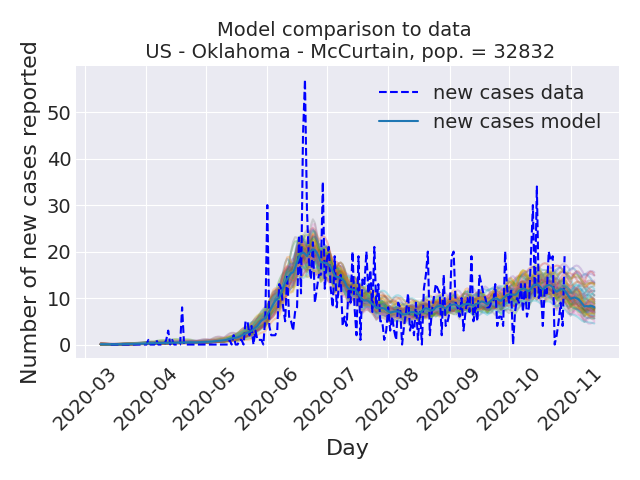 Model comparison to data
US - Oklahoma - McCurtain, pop. = 32832
Number of new cases reported
50
40
30
20
10
0
new cases data
new cases model
2020-03
2020-04
2020-05
2020-06
2020-07
2020-08
2020-09
2020-10
2020-11
Day